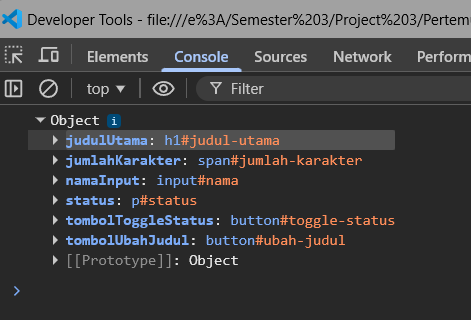 Developer Tools - file:///e%3A/Semester%203/Project%203/Pertem
Elements Console Sources Network Perform
top Filter
Object i
judulUtama: h1#judul-utama
jumlahKarakter: span#jumlah-karakter
namaInput: input#nama
status: p#status
tombolToggleStatus: button#toggle-status
tombolUbahJudul: button#ubah-judul
[[Prototype]]: Object